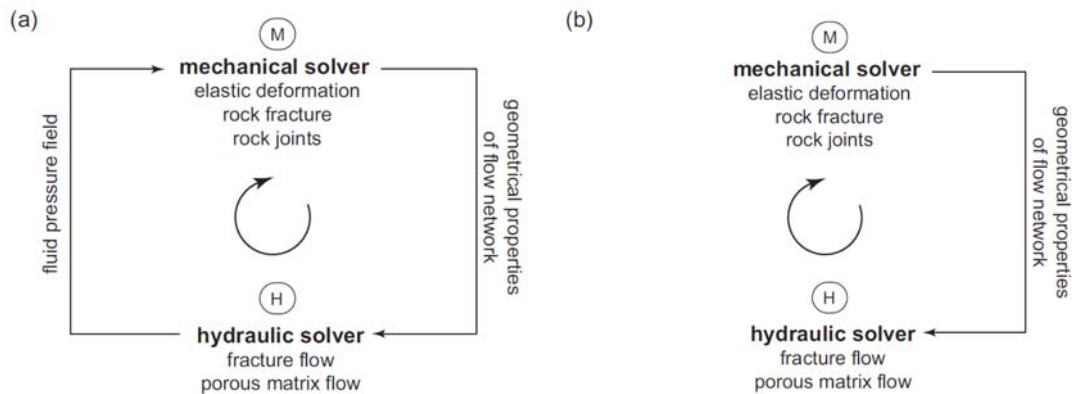 (a)
M
mechanical solver
elastic deformation
rock fracture
rock joints
fluid pressure field
geometrical properties
of flow network
H
hydraulic solver
fracture flow
porous matrix flow
(b)
M
mechanical solver
elastic deformation
rock fracture
rock joints
geometrical properties
of flow network
H
hydraulic solver
fracture flow
porous matrix flow